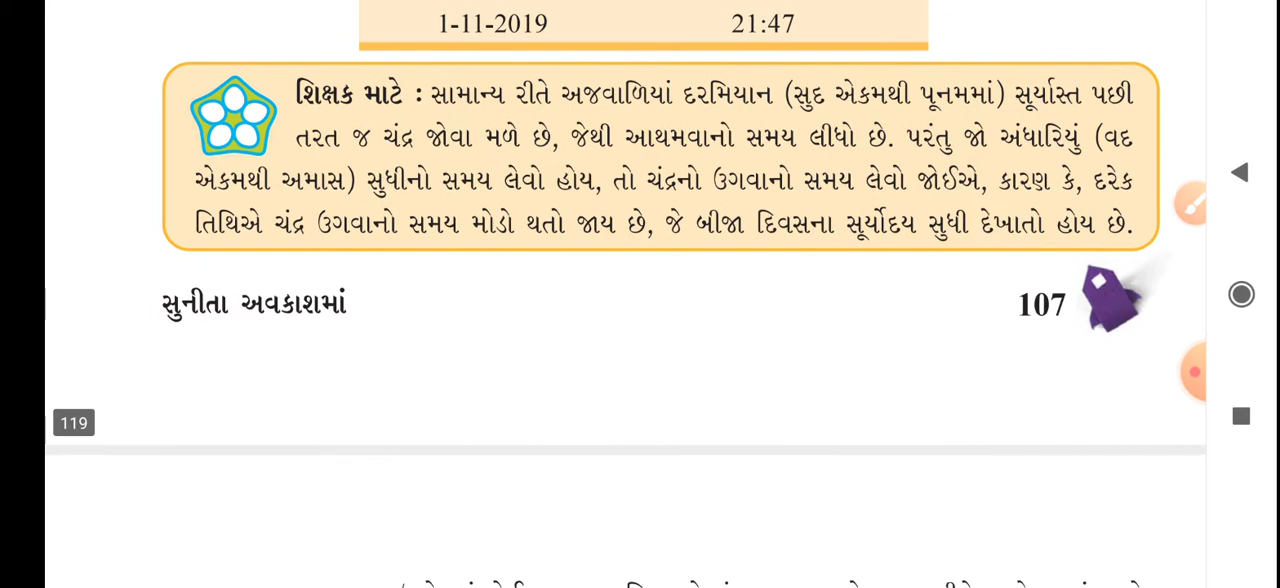 1-11-2019 21:47
શિક્ષક માટે : સામાન્ય રીતે અજવાળિયાં દરમિયાન (સુદ એકમથી પૂનમમાં) સૂર્યાસ્ત પછી
તરત જ ચંદ્ર જોવા મળે છે, જેથી આથમવાનો સમય લીધો છે. પરંતુ જો અંધારિયું (વદ
એકમથી અમાસ) સુધીનો સમય લેવો હોય, તો ચંદ્રનો ઉગવાનો સમય લેવો જોઈએ, કારણ કે, દરેક
તિથિએ ચંદ્ર ઉગવાનો સમય મોડો થતો જાય છે, જે બીજા દિવસના સૂર્યોદય સુધી દેખાતો હોય છે.
સુનીતા અવકાશમાં 107
119